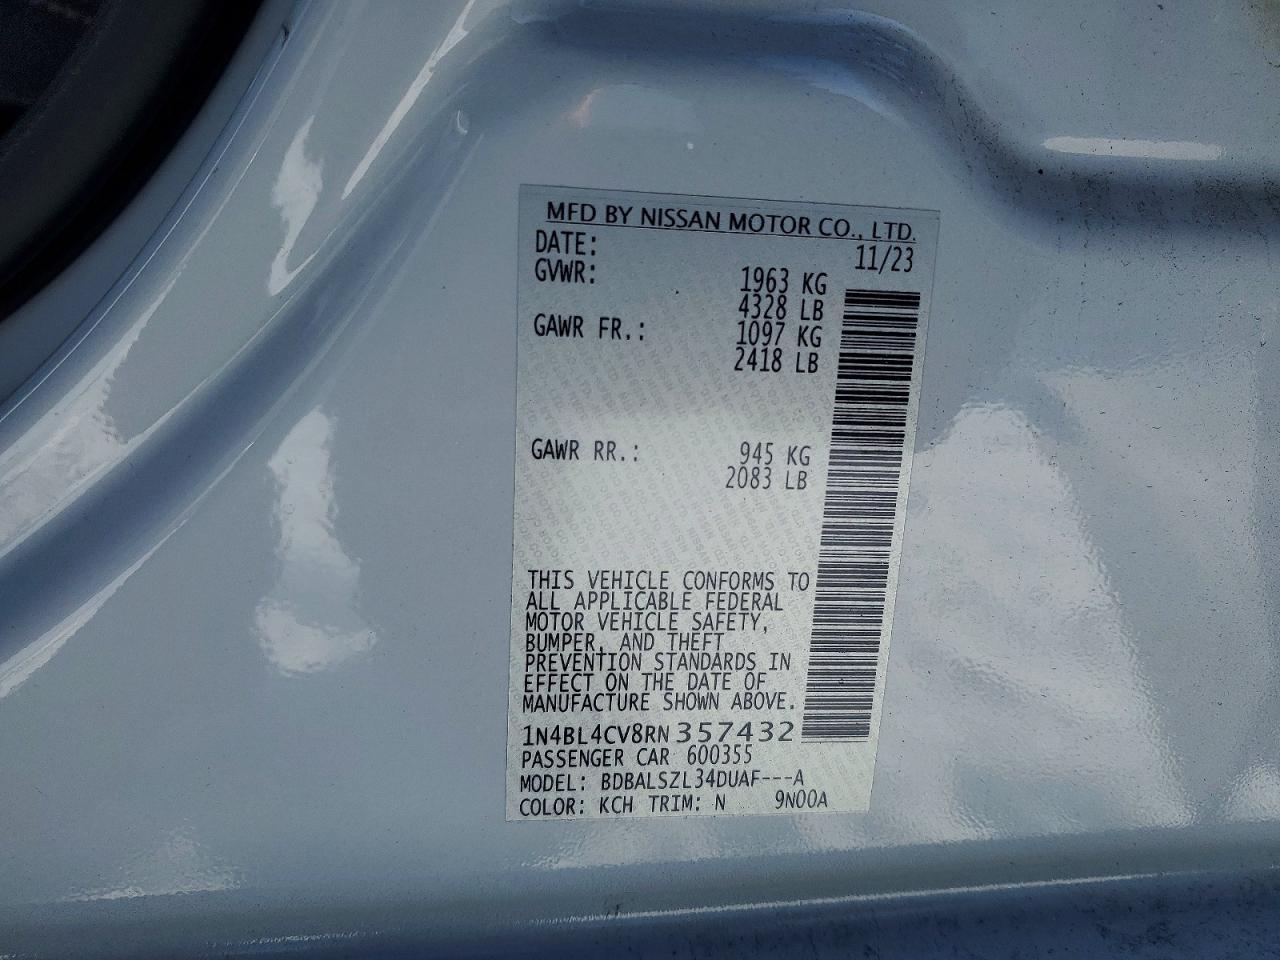 MFD BY NISSAN MOTOR CO., LTD.
DATE: 11/23
GVWR: 1963 KG
4328 LB
GAWR FR.: 1097 KG
2418 LB
GAWR RR.: 945 KG
2083 LB
THIS VEHICLE CONFORMS TO
ALL APPLICABLE FEDERAL
MOTOR VEHICLE SAFETY,
BUMPER, AND THEFT
PREVENTION STANDARDS IN
EFFECT ON THE DATE OF
MANUFACTURE SHOWN ABOVE.
1N4BL4CV8RN357432
PASSENGER CAR 600355
MODEL: BDBALSZL34DUAF---A
COLOR: KCH TRIM: N 9N00A